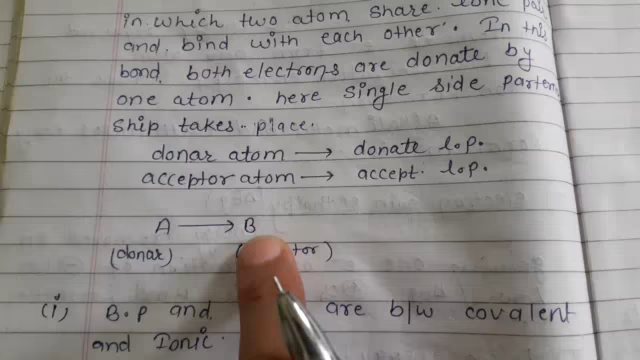 in which two atom share lone
and bind with each other. In this
bond, both electrons are donate by
one atom. here single side
ship takes place.
donar atom → donate l.p.
acceptor atom → accept. l.p.
A → B
(donar)
(i) B.P and are b/w covalent
and Ionic.